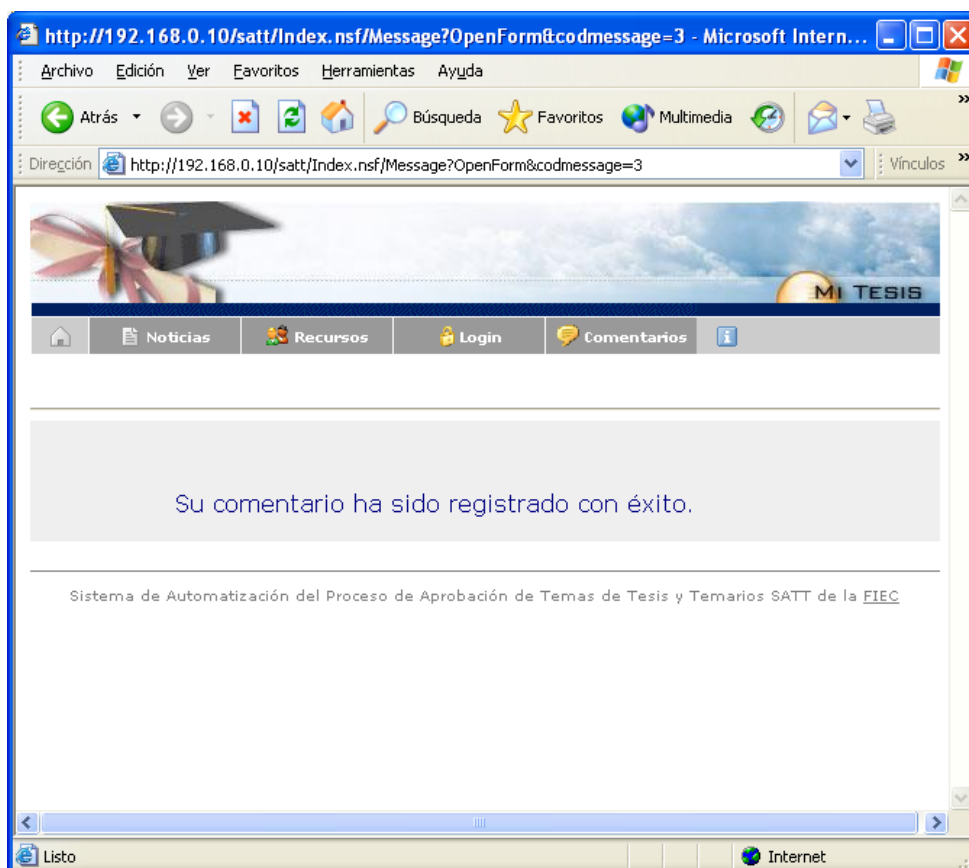 http://192.168.0.10/satt/Index.nsf/Message?OpenForm&codmessage=3 - Microsoft Intern...
Archivo Edición Ver Favoritos Herramientas Ayuda
Atrás Búsqueda Favoritos Multimedia »
Dirección http://192.168.0.10/satt/Index.nsf/Message?OpenForm&codmessage=3 Vínculos »
MI TESIS
Noticias Recursos Login Comentarios i
Su comentario ha sido registrado con éxito.
Sistema de Automatización del Proceso de Aprobación de Temas de Tesis y Temarios SATT de la FIEC
Listo Internet